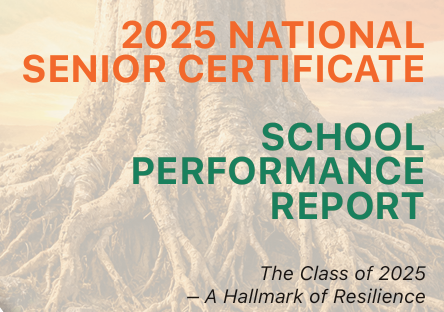 2025 NATIONAL
SENIOR CERTIFICATE
SCHOOL
PERFORMANCE
REPORT
The Class of 2025
– A Hallmark of Resilience